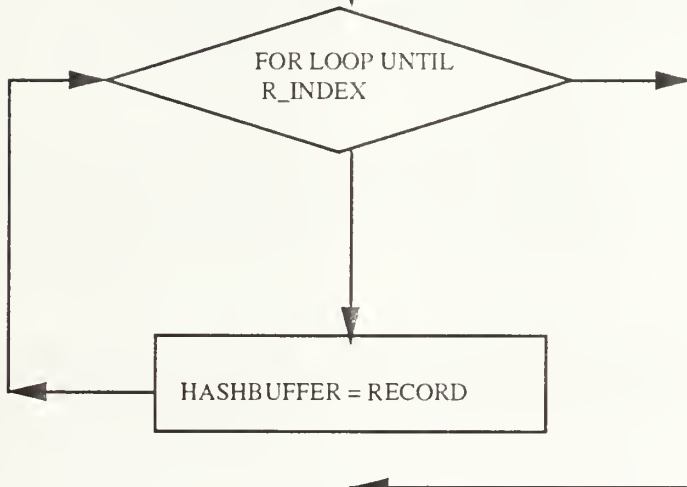 FOR LOOP UNTIL
R_INDEX
HASHBUFFER = RECORD